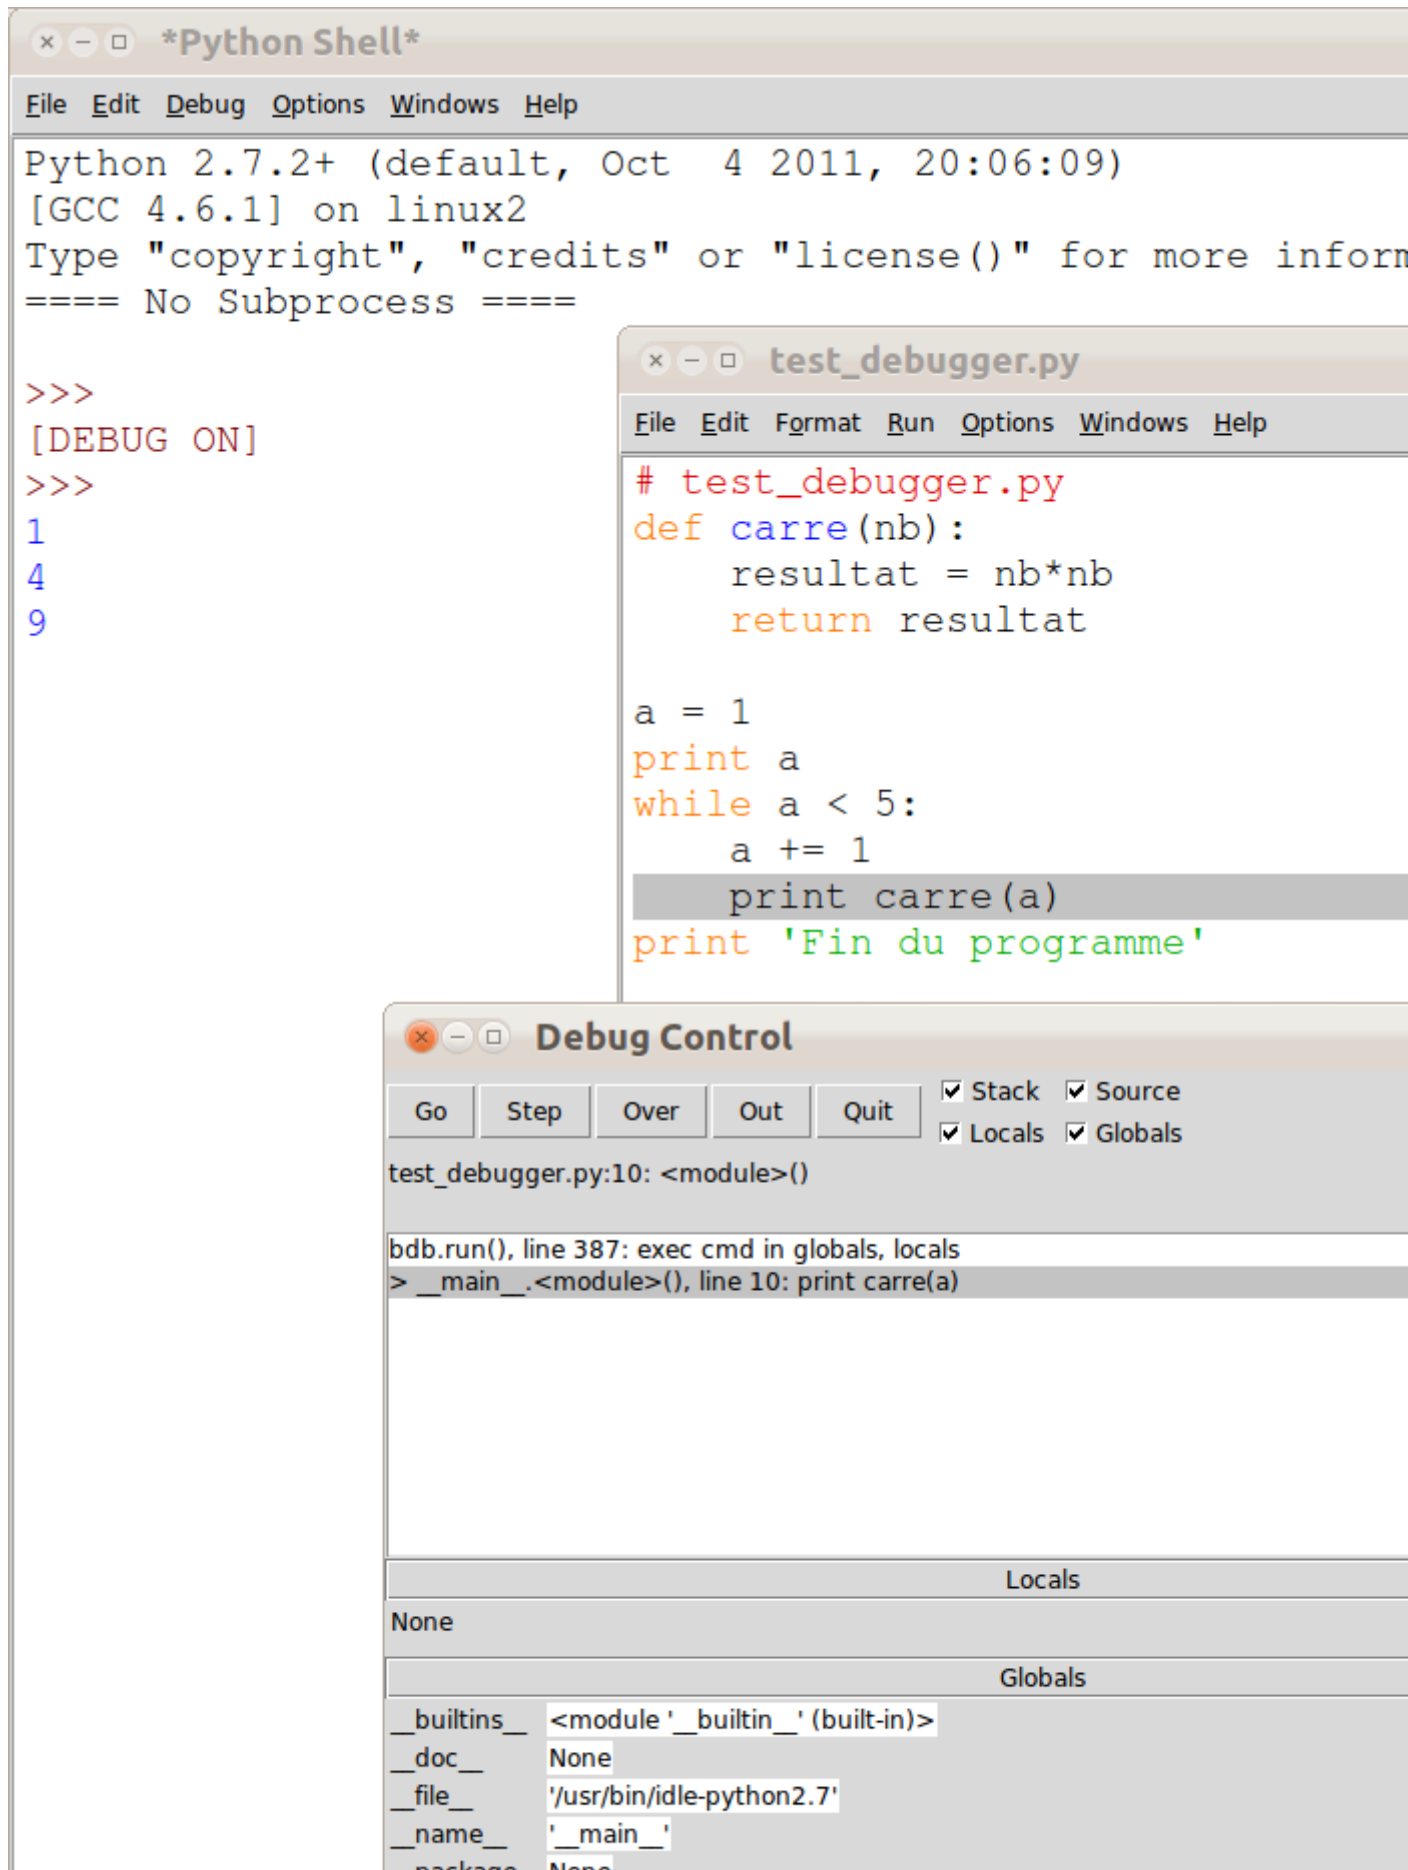 *Python Shell*
File Edit Debug Options Windows Help
Python 2.7.2+ (default, Oct  4 2011, 20:06:09)
[GCC 4.6.1] on linux2
Type "copyright", "credits" or "license()" for more
==== No Subprocess ====
>>>
[DEBUG ON]
>>>
1
4
9
test_debugger.py
File Edit Format Run Options Windows Help
# test_debugger.py
def carre(nb):
    resultat = nb*nb
    return resultat
a = 1
print a
while a < 5:
    a += 1
    print carre(a)
print 'Fin du programme'
Debug Control
Go Step Over Out Quit
Stack Source
Locals Globals
test_debugger.py:10: <module>()
bdb.run(), line 387: exec cmd in globals, locals
> __main__.<module>(), line 10: print carre(a)
Locals
None
Globals
__builtins__ <module '__builtin__' (built-in)>
__doc__ None
__file__ '/usr/bin/idle-python2.7'
__name__ '__main__'